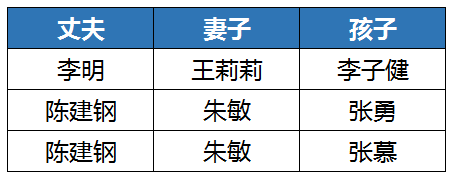 丈夫 妻子 孩子
李明 王莉莉 李子健
陈建钢 朱敏 张勇
陈建钢 朱敏 张慕